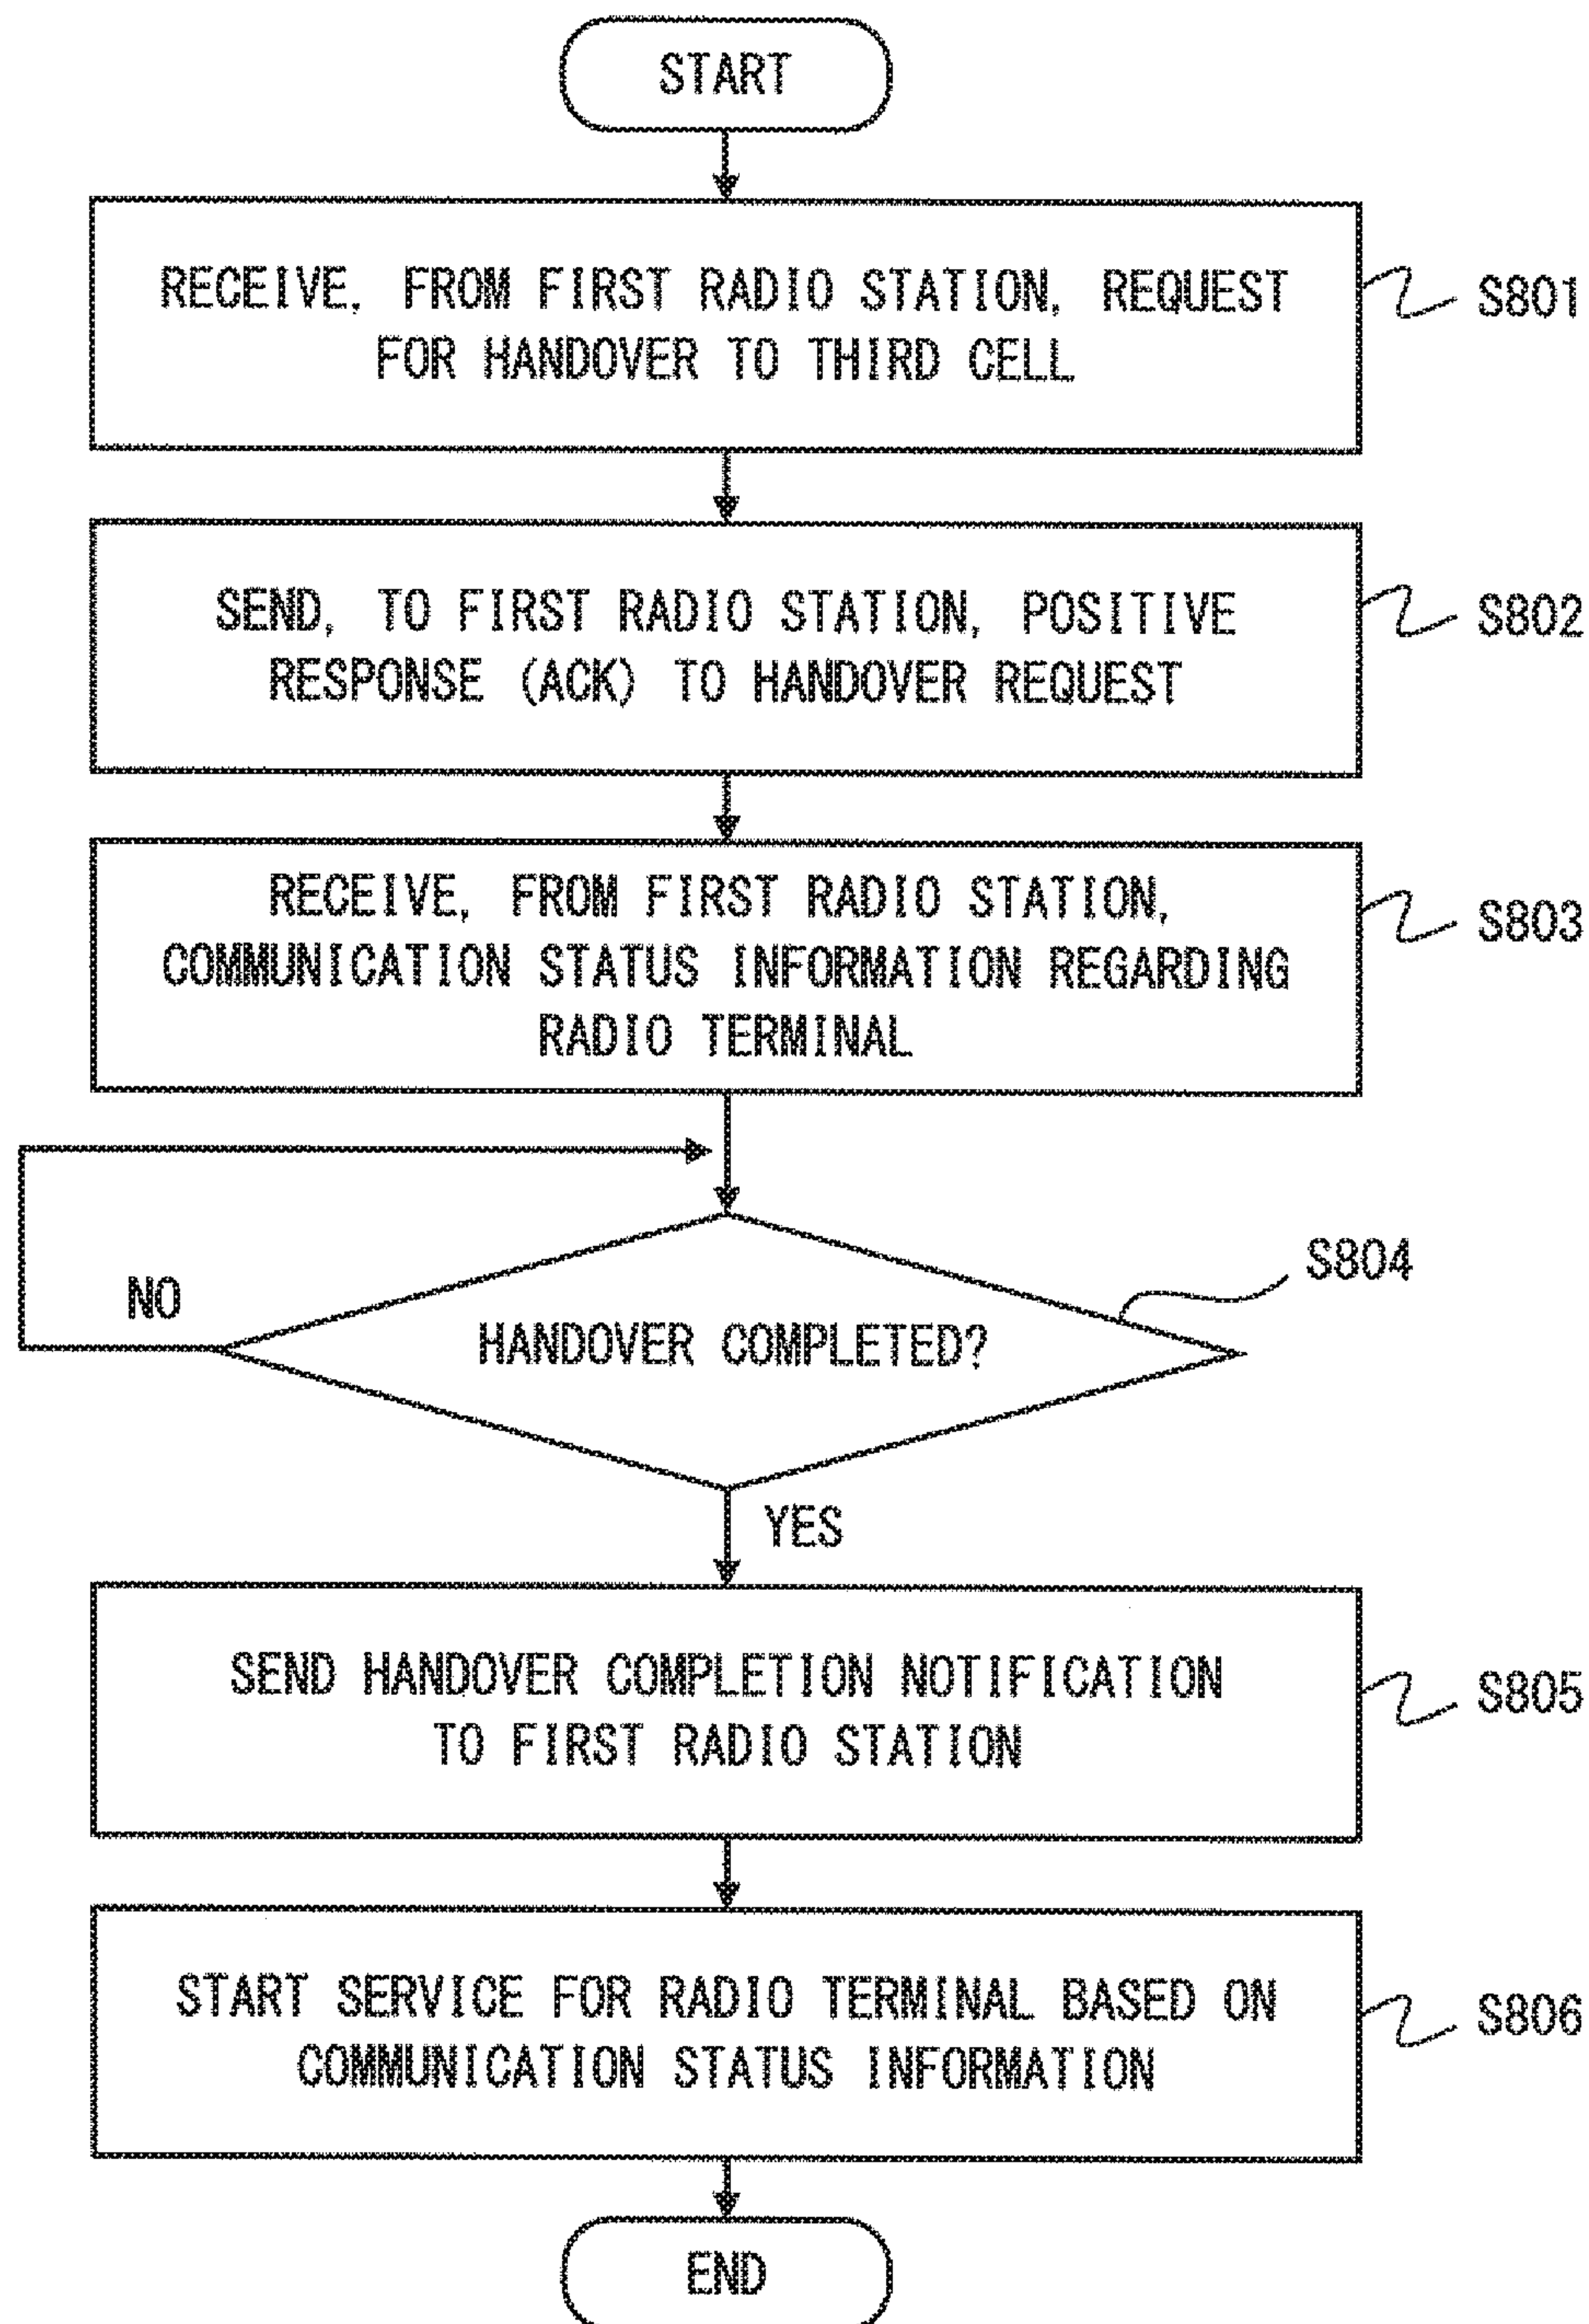 START
RECEIVE, FROM FIRST RADIO STATION, REQUEST
FOR HANDOVER TO THIRD CELL
S801
SEND, TO FIRST RADIO STATION, POSITIVE
RESPONSE (ACK) TO HANDOVER REQUEST
S802
RECEIVE, FROM FIRST RADIO STATION,
COMMUNICATION STATUS INFORMATION REGARDING
RADIO TERMINAL
S803
S804
NO
HANDOVER COMPLETED?
YES
SEND HANDOVER COMPLETION NOTIFICATION
TO FIRST RADIO STATION
S805
START SERVICE FOR RADIO TERMINAL BASED ON
COMMUNICATION STATUS INFORMATION
S806
END